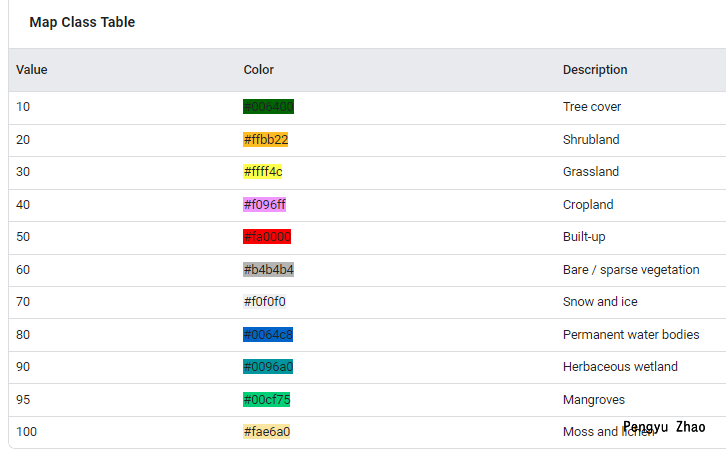 Map Class Table
Value Color Description
10 #006400 Tree cover
20 #ffbb22 Shrubland
30 #ffff4c Grassland
40 #f096ff Cropland
50 #fa0000 Built-up
60 #b4b4b4 Bare / sparse vegetation
70 #f0f0f0 Snow and ice
80 #0064c8 Permanent water bodies
90 #0096a0 Herbaceous wetland
95 #00cf75 Mangroves
100 #fae6a0 Moss and lichen
Pengyu Zhao